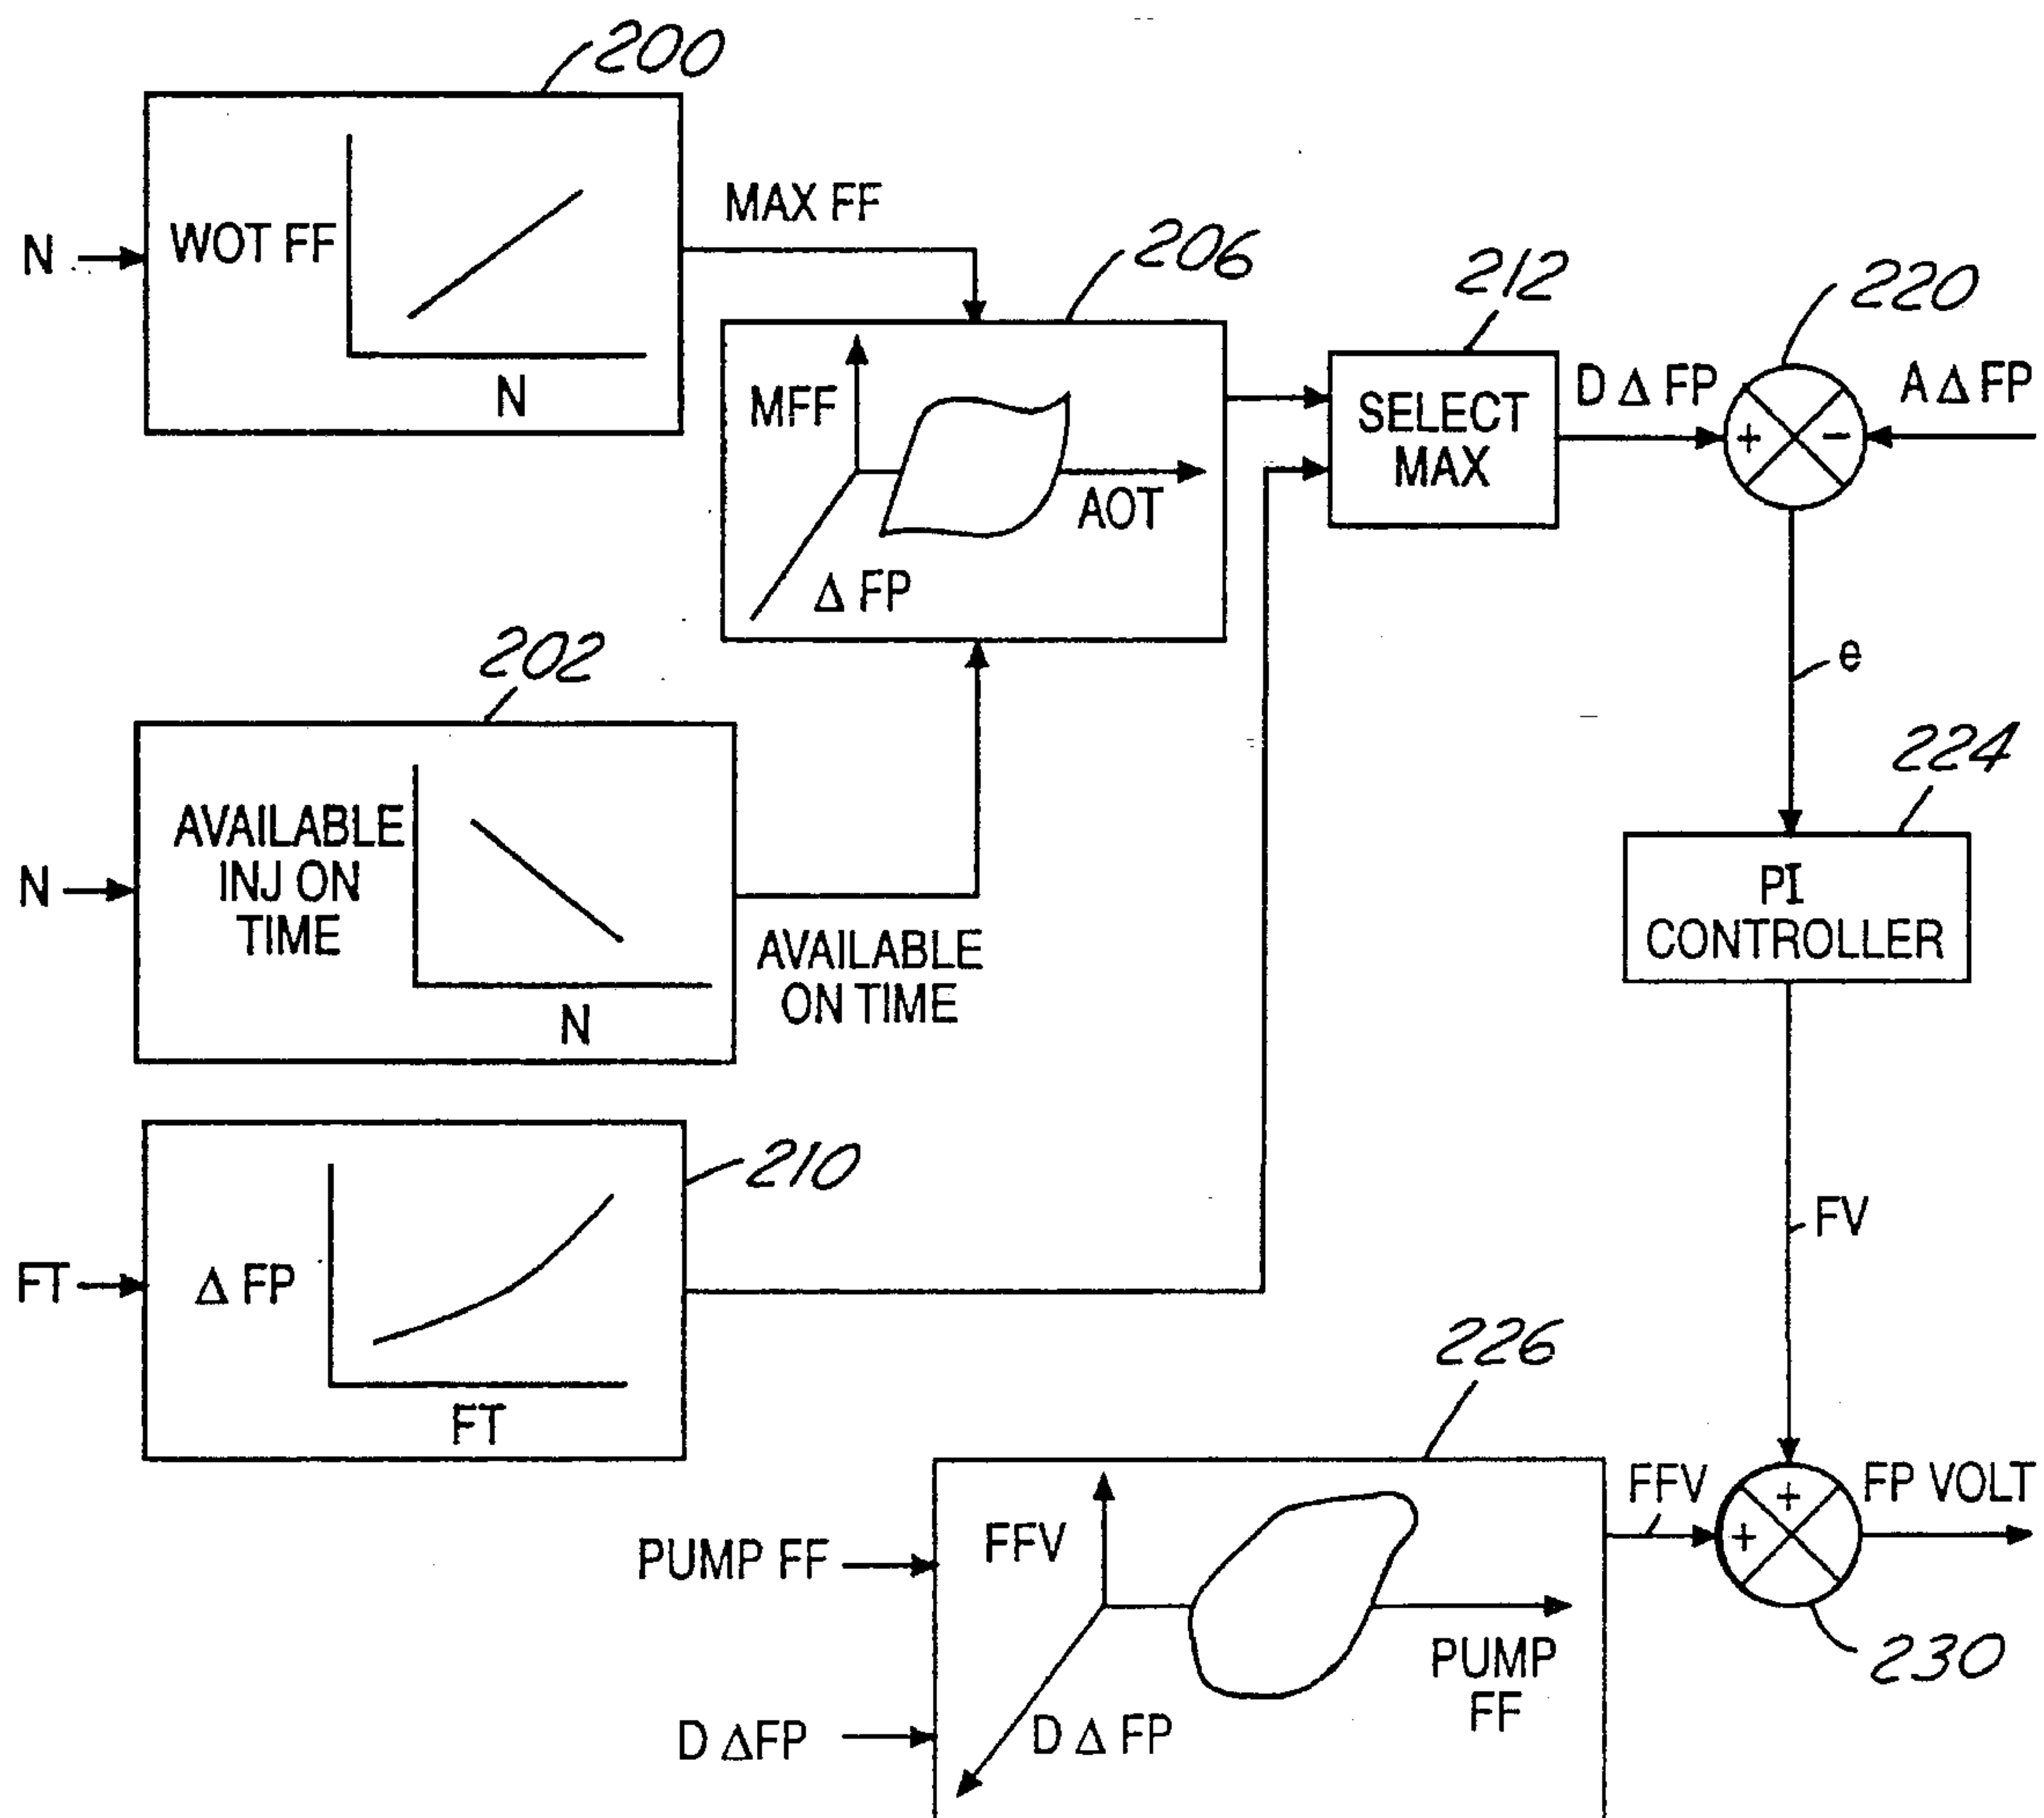 200
N
WOT FF
N
MAX FF
206
MFF
AOT
Δ FP
212
SELECT
MAX
D Δ FP
220
+
−
A Δ FP
e
202
N
AVAILABLE
INJ ON
TIME
N
AVAILABLE
ON TIME
224
PI
CONTROLLER
FV
210
FT
Δ FP
FT
226
PUMP FF
D ΔFP
FFV
D Δ FP
PUMP
FF
FFV
+
+
FP VOLT
230